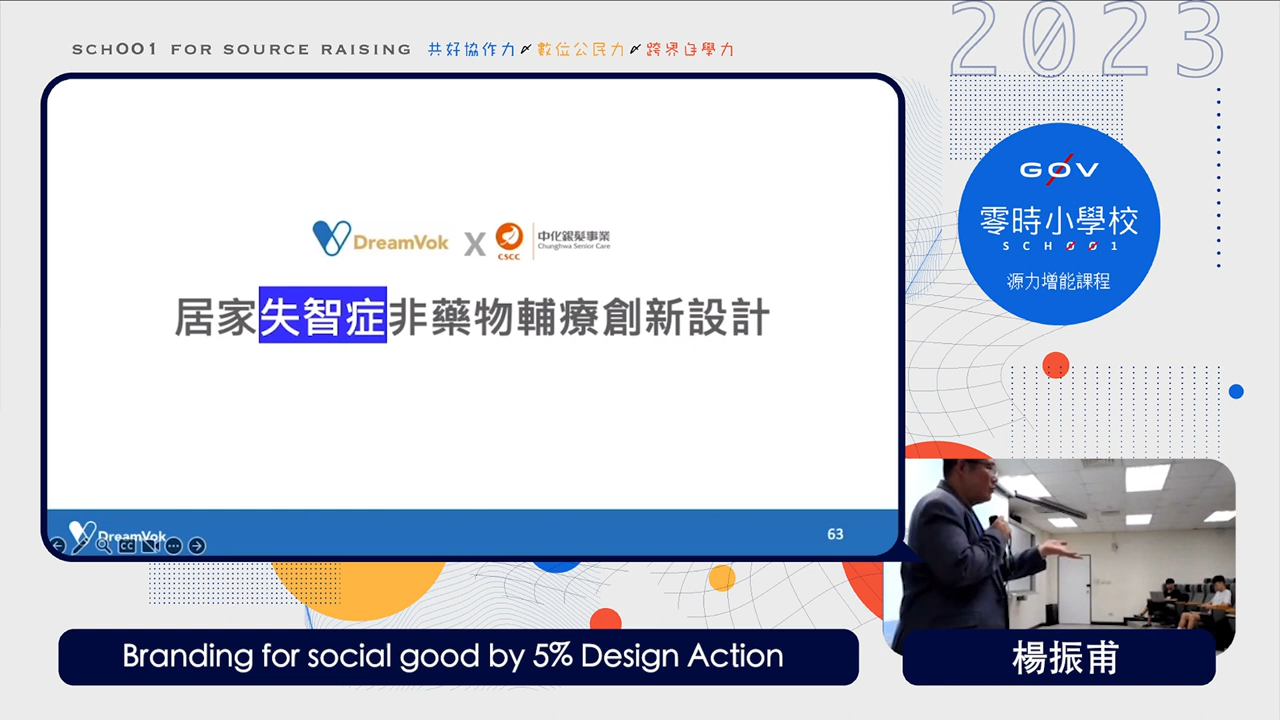 2023
SCH001 FOR SOURCE RAISING 共好協作力 數位公民力 跨界自學力
GØV
零時小學校
SCHØØ1
源力增能課程
DreamVok X CSCC 中化銀髮事業
Chunghwa Senior Care
居家失智症非藥物輔療創新設計
DreamVok
63
Branding for social good by 5% Design Action
楊振甫